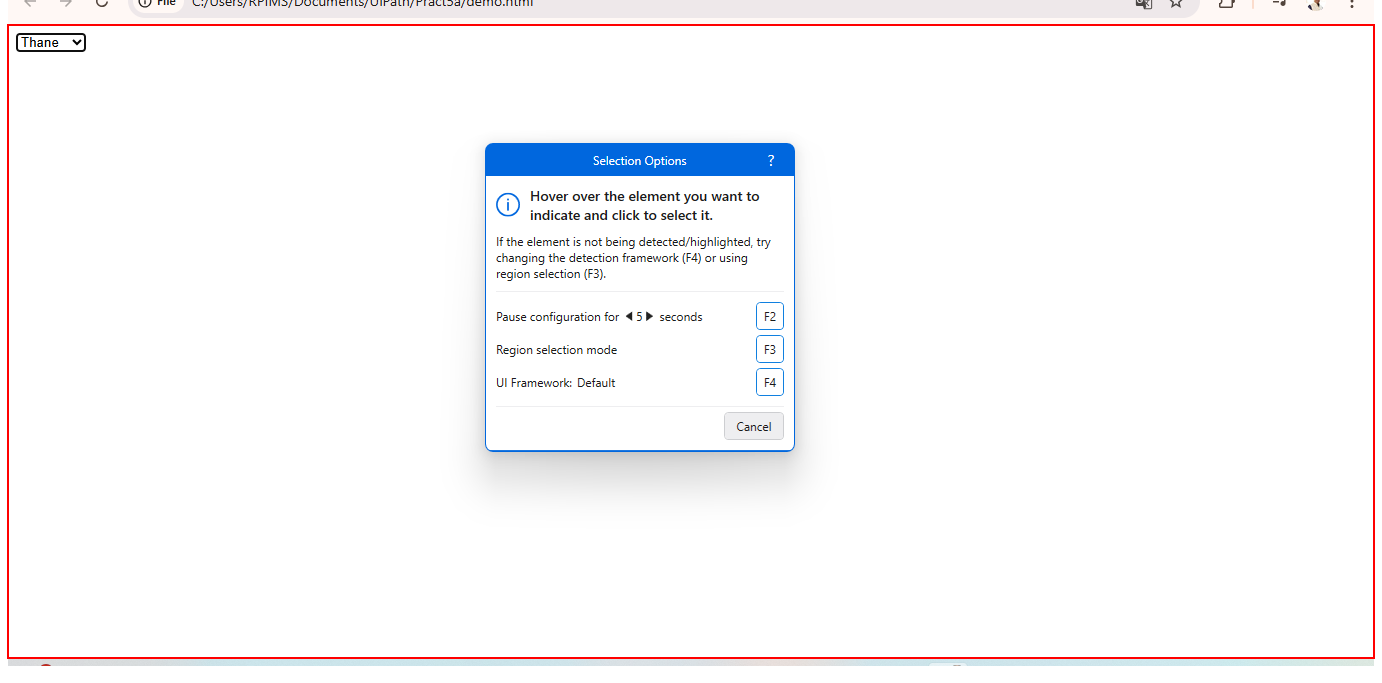 File C:/Users/RPIMS/Documents/UiPath/Pract5a/demo.html
Thane
Selection Options ?
Hover over the element you want to
indicate and click to select it.
If the element is not being detected/highlighted, try
changing the detection framework (F4) or using
region selection (F3).
Pause configuration for 5 seconds F2
Region selection mode F3
UI Framework: Default F4
Cancel